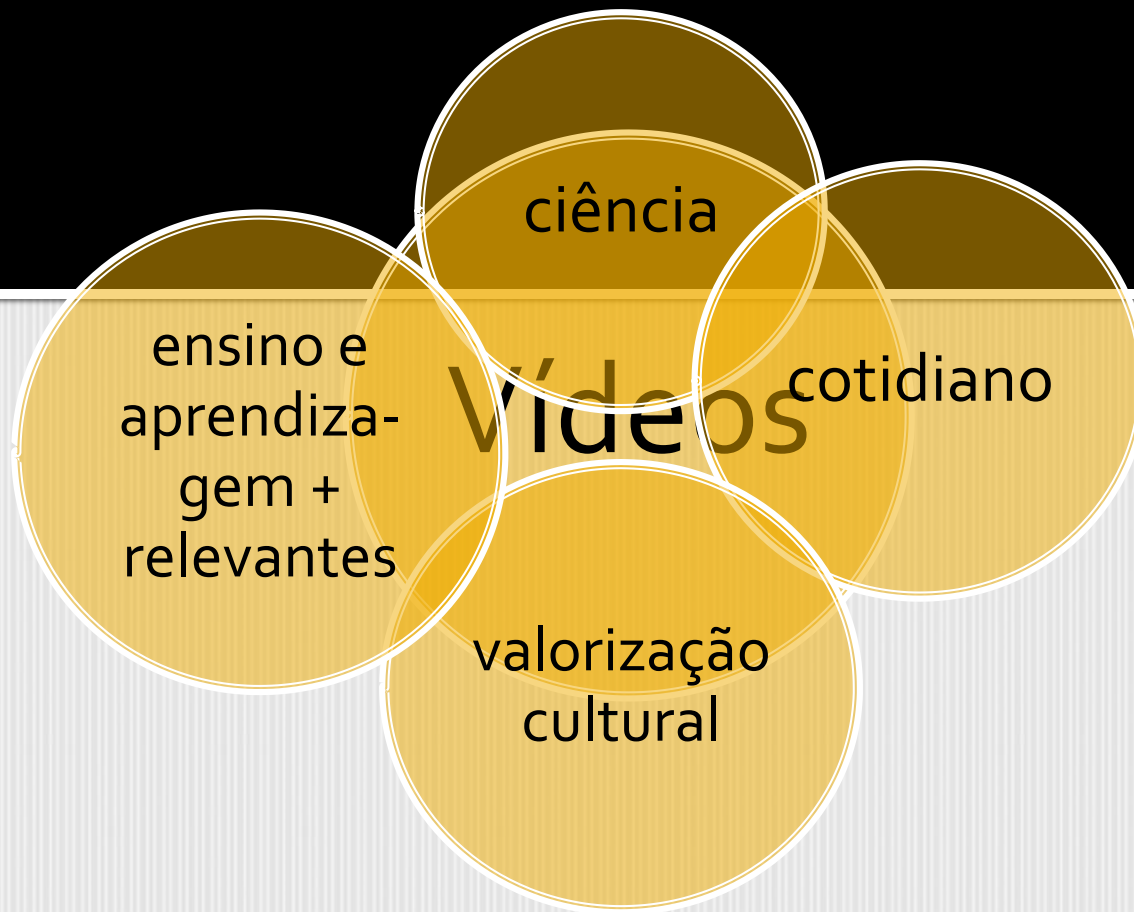 ciência
ensino e
aprendiza-
gem +
relevantes
Vídeos
cotidiano
valorização
cultural